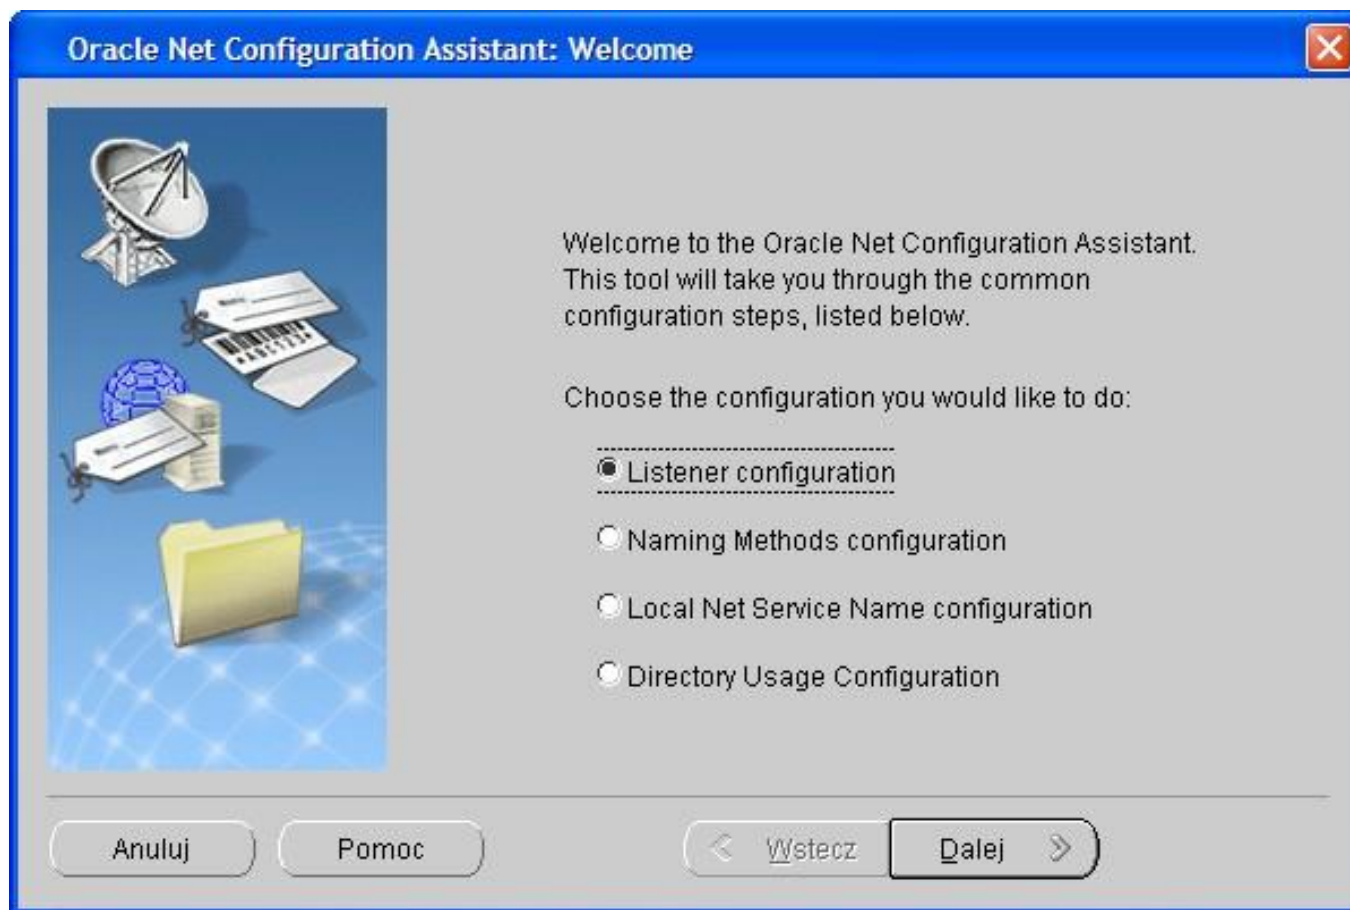 Oracle Net Configuration Assistant: Welcome
Welcome to the Oracle Net Configuration Assistant.
This tool will take you through the common
configuration steps, listed below.
Choose the configuration you would like to do:
Listener configuration
Naming Methods configuration
Local Net Service Name configuration
Directory Usage Configuration
Anuluj
Pomoc
Wstecz
Dalej